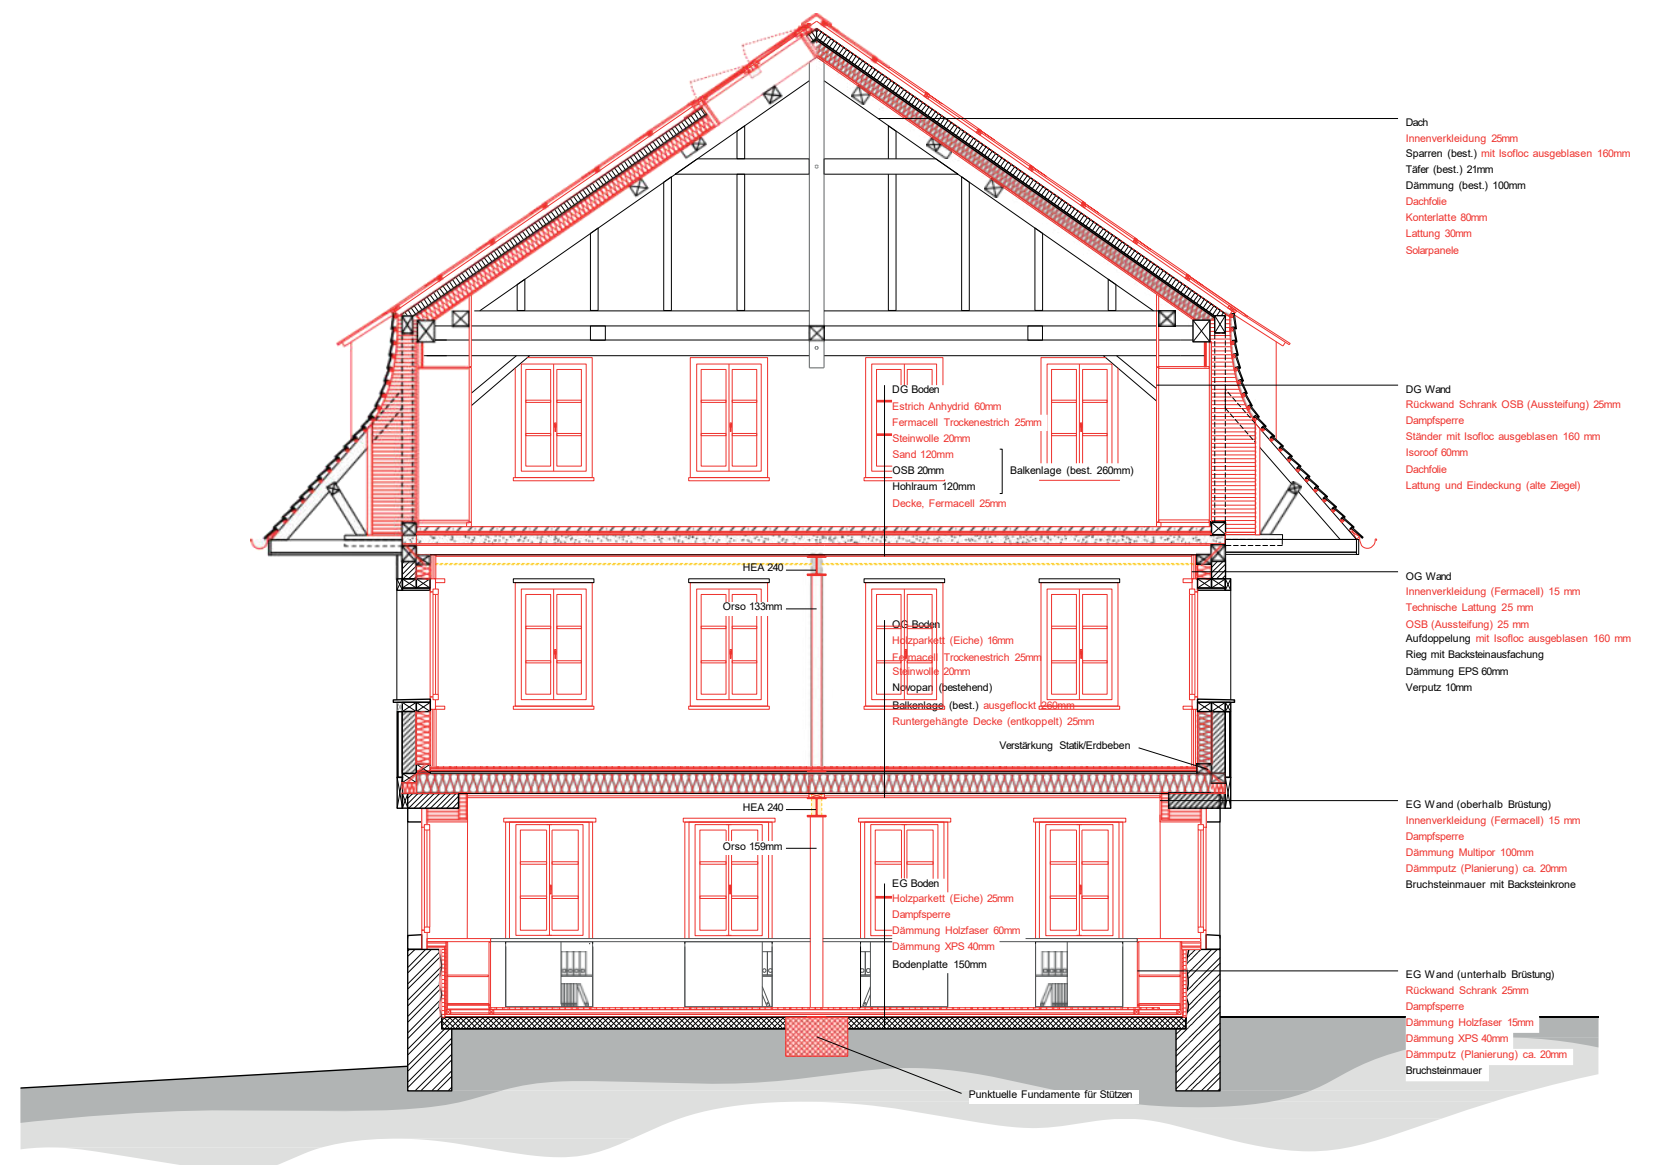 Dach
Innenverkleidung 25mm
Sparren (best.) mit Isofloc ausgeblasen 160mm
Täfer (best.) 21mm
Dämmung (best.) 100mm
Dachfolie
Konterlatte 80mm
Lattung 30mm
Solarpanele
DG Boden
Estrich Anhydrid 60mm
Fermacell Trockenestrich 25mm
Steinwolle 20mm
Sand 120mm
OSB 20mm
Hohlraum 120mm
Balkenlage (best. 260mm)
Decke, Fermacell 25mm
DG Wand
Rückwand Schrank OSB (Aussteifung) 25mm
Dampfsperre
Ständer mit Isofloc ausgeblasen 160 mm
Isoroof 60mm
Dachfolie
Lattung und Eindeckung (alte Ziegel)
HEA 240
Orso 133mm
OG Boden
Holzparkett (Eiche) 16mm
Fermacell Trockenestrich 25mm
Steinwolle 20mm
Novopan (bestehend)
Balkenlage (best.) ausgeflockt 260mm
Runtergehängte Decke (entkoppelt) 25mm
Verstärkung Statik/Erdbeben
OG Wand
Innenverkleidung (Fermacell) 15 mm
Technische Lattung 25 mm
OSB (Aussteifung) 25 mm
Aufdoppelung mit Isofloc ausgeblasen 160 mm
Rieg mit Backsteinausfachung
Dämmung EPS 60mm
Verputz 10mm
HEA 240
Orso 159mm
EG Boden
Holzparkett (Eiche) 25mm
Dampfsperre
Dämmung Holzfaser 60mm
Dämmung XPS 40mm
Bodenplatte 150mm
EG Wand (oberhalb Brüstung)
Innenverkleidung (Fermacell) 15 mm
Dampfsperre
Dämmung Multipor 100mm
Dämmputz (Planierung) ca. 20mm
Bruchsteinmauer mit Backsteinkrone
EG Wand (unterhalb Brüstung)
Rückwand Schrank 25mm
Dampfsperre
Dämmung Holzfaser 15mm
Dämmung XPS 40mm
Dämmputz (Planierung) ca. 20mm
Bruchsteinmauer
Punktuelle Fundamente für Stützen